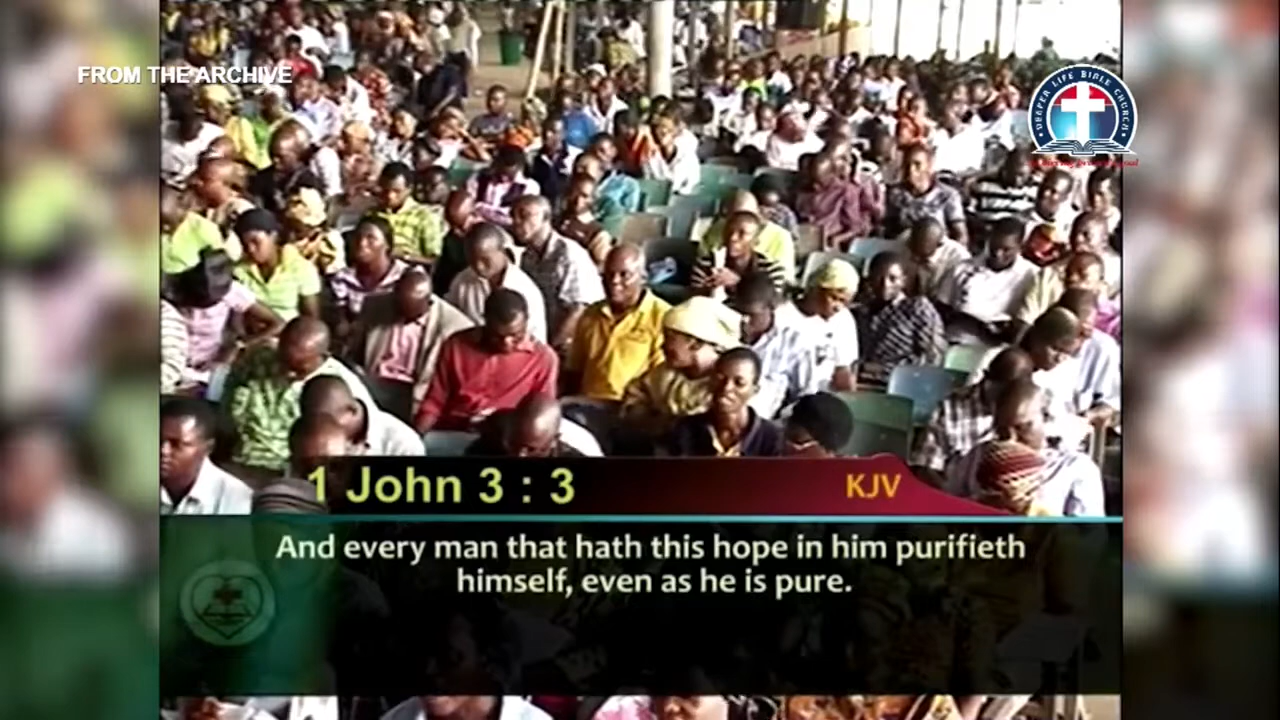 FROM THE ARCHIVE
DEEPER LIFE BIBLE CHURCH
1 John 3 : 3
KJV
And every man that hath this hope in him purifieth
himself, even as he is pure.